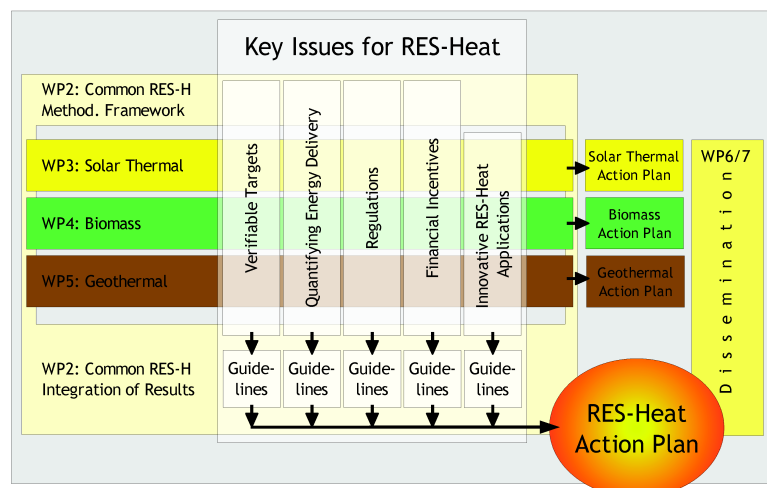 Key Issues for RES-Heat
WP2: Common RES-H
Method. Framework
WP3: Solar Thermal
WP4: Biomass
WP5: Geothermal
Verifiable Targets
Quantifying Energy Delivery
Regulations
Financial Incentives
Innovative RES-Heat
Applications
Solar Thermal
Action Plan
Biomass
Action Plan
Geothermal
Action Plan
WP6/7
Dissemination
WP2: Common RES-H
Integration of Results
Guide-
lines
Guide-
lines
Guide-
lines
Guide-
lines
Guide-
lines
RES-Heat
Action Plan